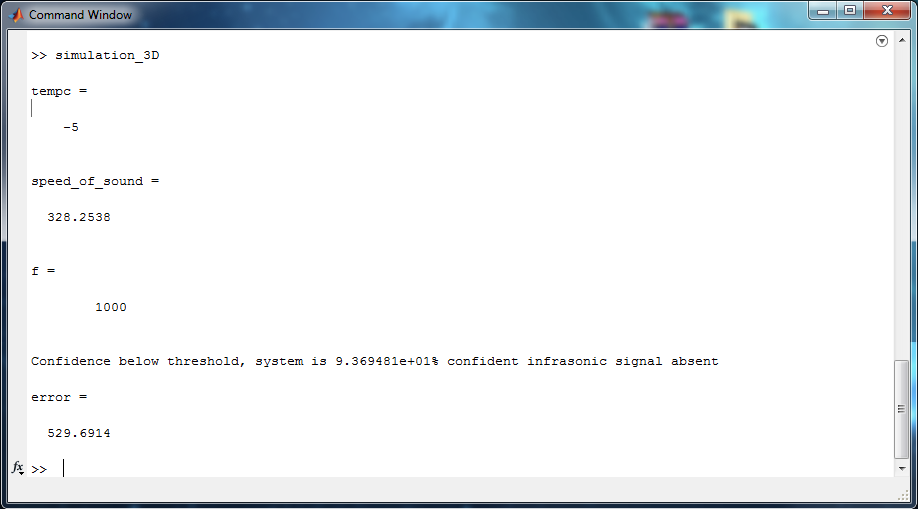 Command Window
>> simulation_3D
tempc =
-5
speed_of_sound =
328.2538
f =
1000
Confidence below threshold, system is 9.369481e+01% confident infrasonic signal absent
error =
529.6914
fx >>